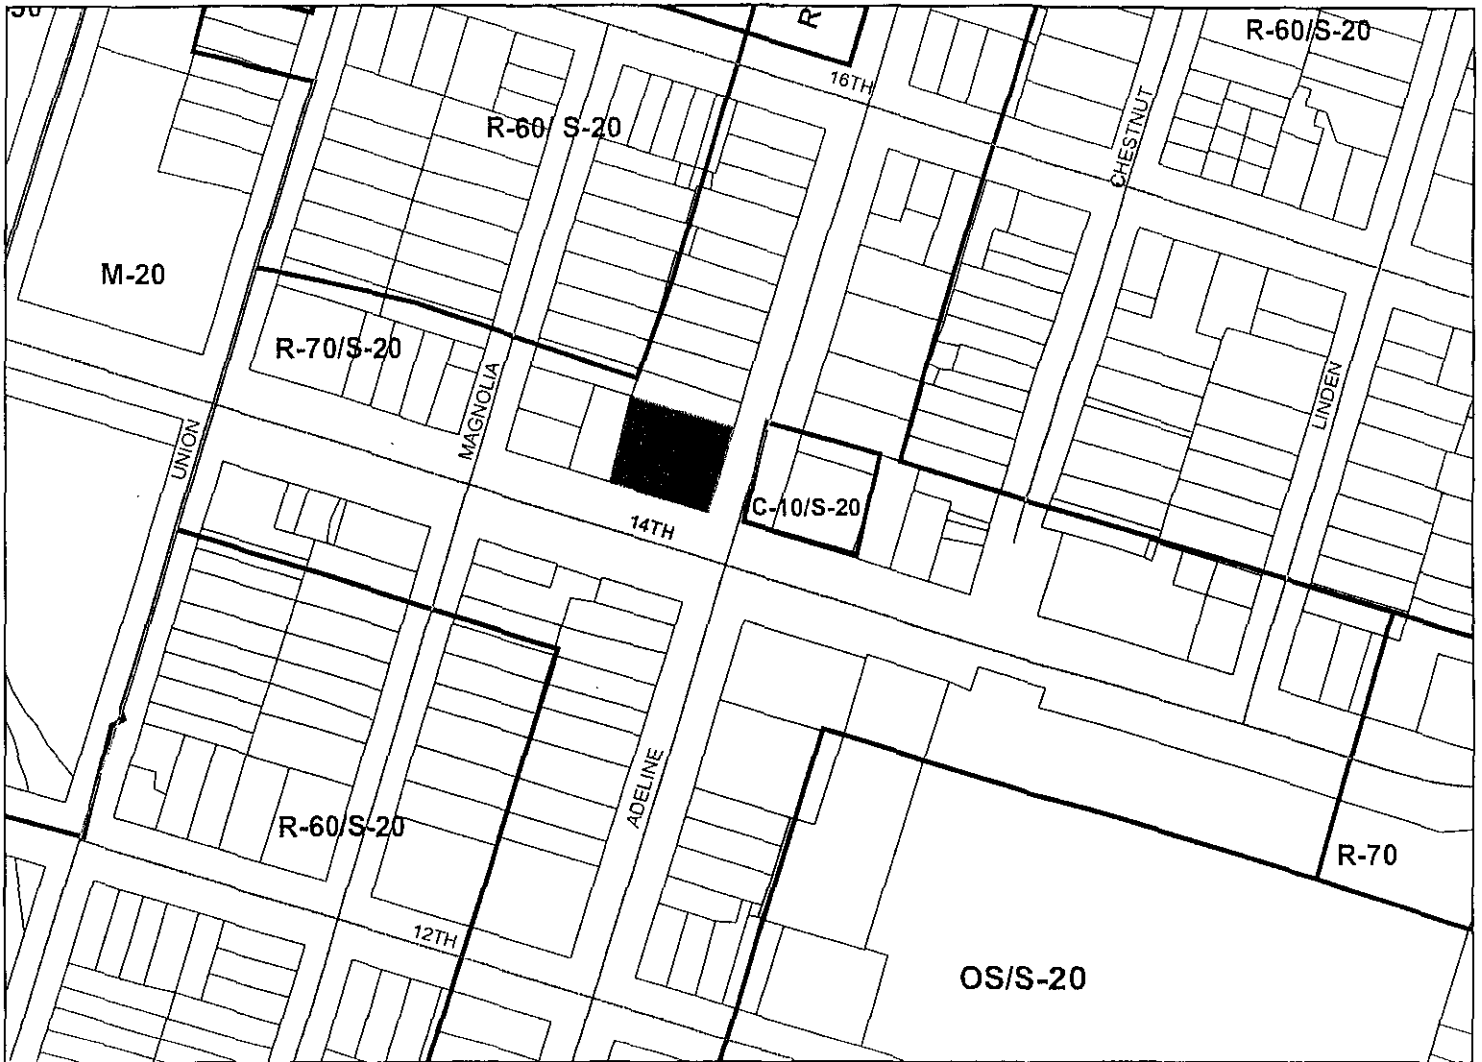 R
R-60/S-20
16TH
CHESTNUT
R-60/ S-20
M-20
R-70/S-20
MAGNOLIA
LINDEN
UNION
C-10/S-20
14TH
ADELINE
R-60/S-20
R-70
12TH
OS/S-20